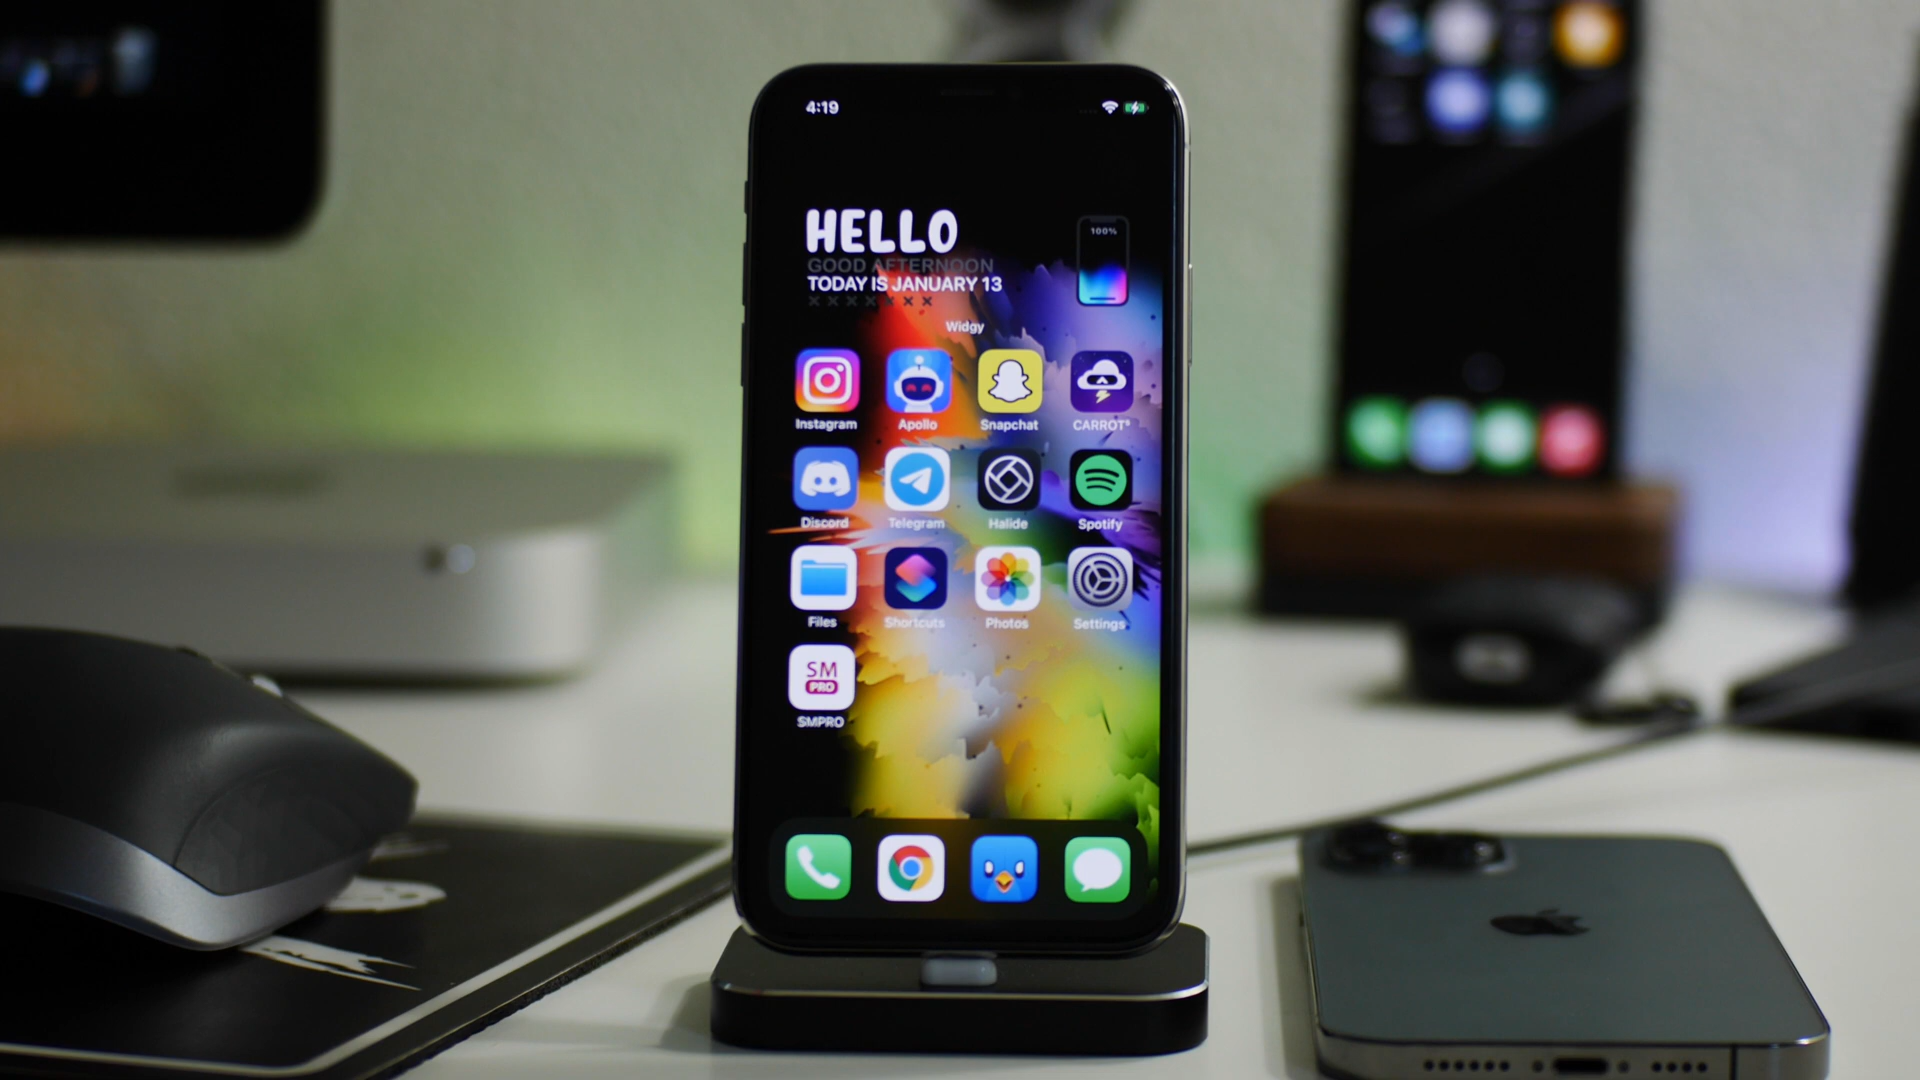 4:19
HELLO
100%
GOOD AFTERNOON
TODAY IS JANUARY 13
× × × × × × ×
Widgy
Instagram Apollo Snapchat CARROT⁵
Discord Telegram Halide Spotify
Files Shortcuts Photos Settings
SM
PRO
SMPRO